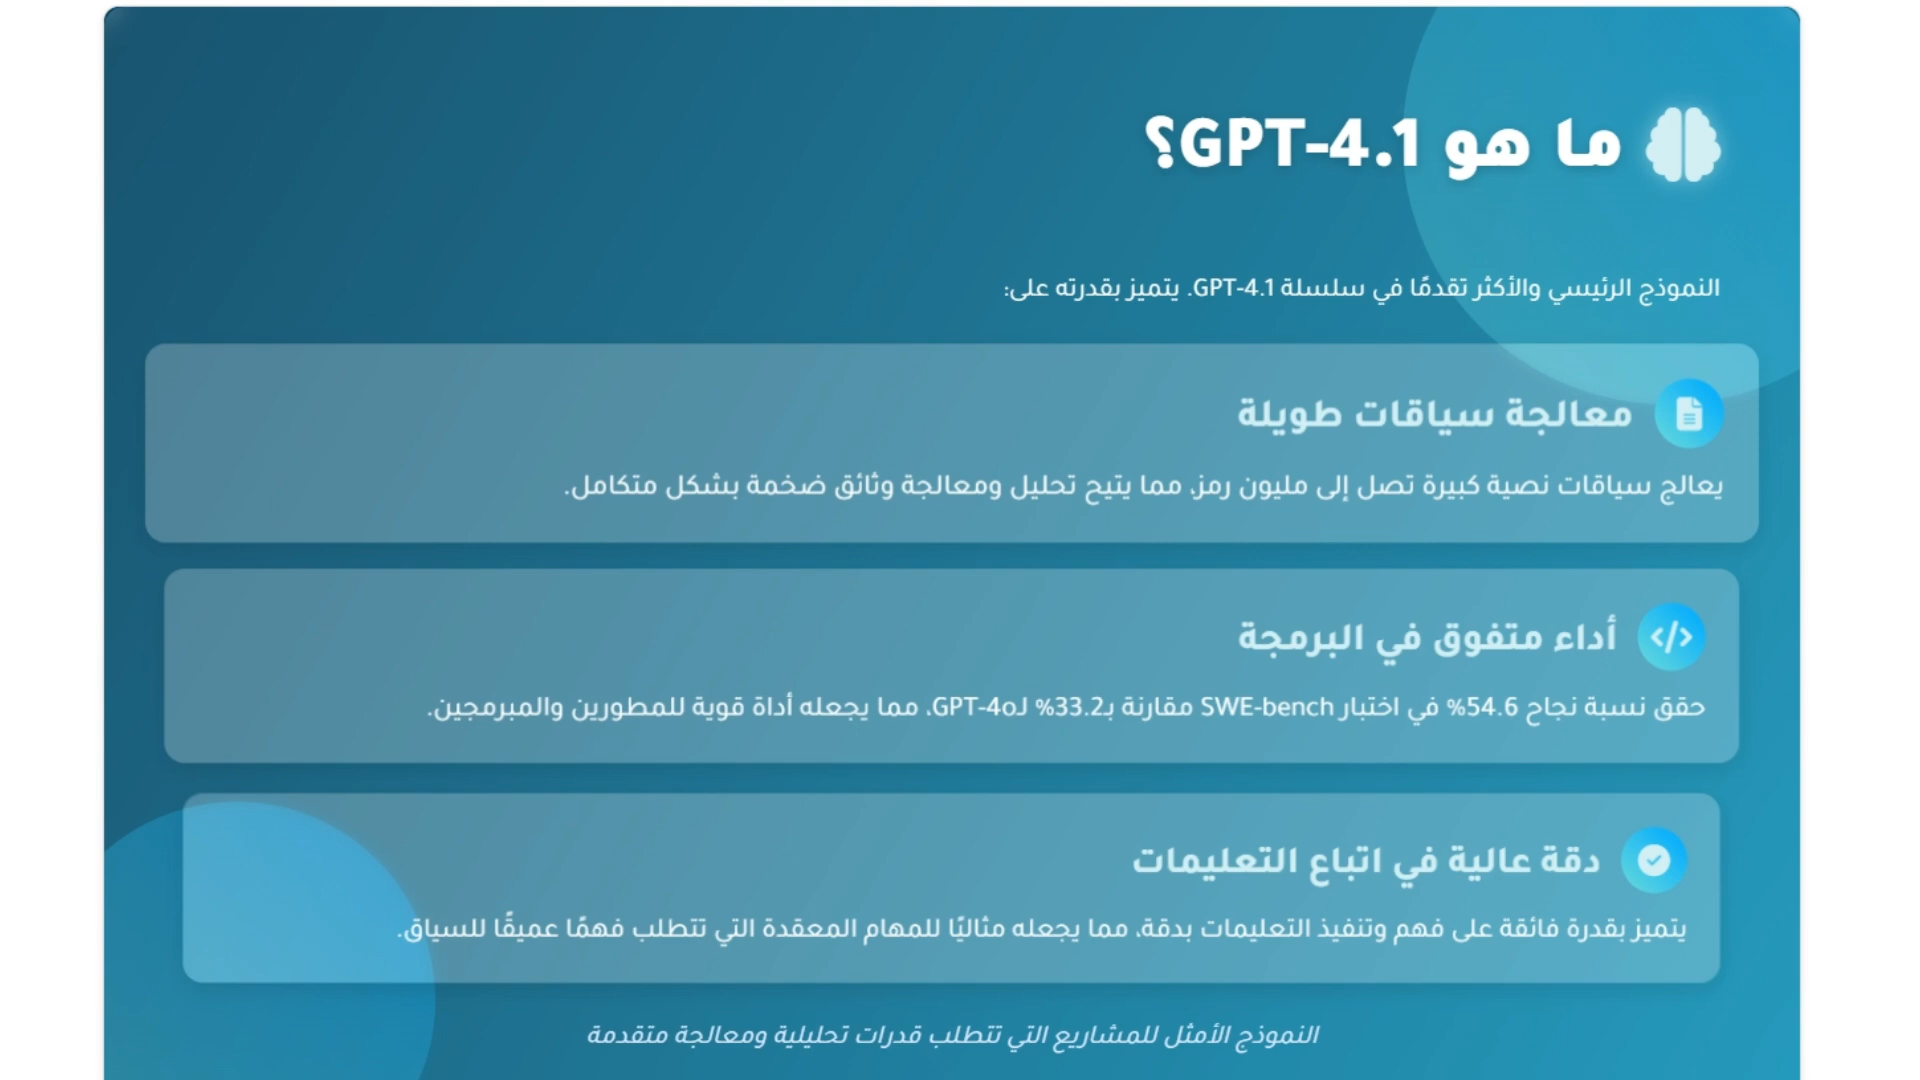 ما هو GPT-4.1؟
النموذج الرئيسي والأكثر تقدمًا في سلسلة GPT-4.1. يتميز بقدرته على:
معالجة سياقات طويلة
يعالج سياقات نصية كبيرة تصل إلى مليون رمز، مما يتيح تحليل ومعالجة وثائق ضخمة بشكل متكامل.
أداء متفوق في البرمجة
حقق نسبة نجاح 54.6% في اختبار SWE-bench مقارنة بـ33.2% لـGPT-4o، مما يجعله أداة قوية للمطورين والمبرمجين.
دقة عالية في اتباع التعليمات
يتميز بقدرة فائقة على فهم وتنفيذ التعليمات بدقة، مما يجعله مثاليًا للمهام المعقدة التي تتطلب فهمًا عميقًا للسياق.
النموذج الأمثل للمشاريع التي تتطلب قدرات تحليلية ومعالجة متقدمة